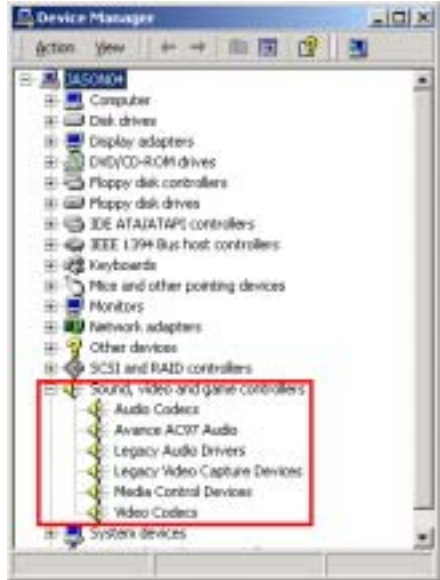 Device Manager
Action View
JASON04
Computer
Disk drives
Display adapters
DVD/CD-ROM drives
Floppy disk controllers
Floppy disk drives
IDE ATA/ATAPI controllers
IEEE 1394 Bus host controllers
Keyboards
Mice and other pointing devices
Monitors
Network adapters
Other devices
SCSI and RAID controllers
Sound, video and game controllers
Audio Codecs
Avance AC97 Audio
Legacy Audio Drivers
Legacy Video Capture Devices
Media Control Devices
Video Codecs
System devices